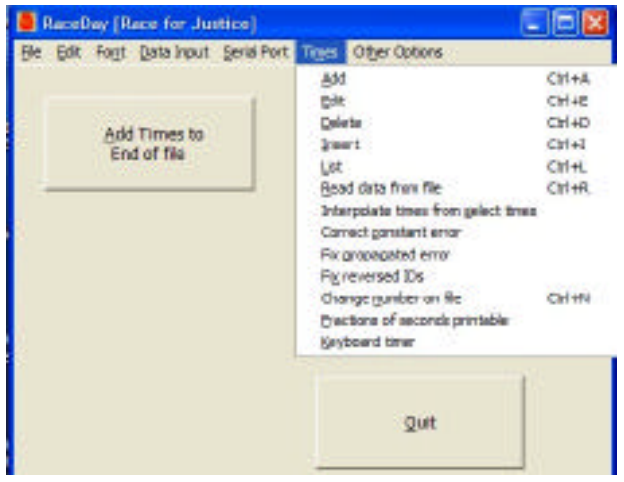 RaceDay [Race for Justice]
File Edit Font Data Input Serial Port Times Other Options
Add Ctrl+A
Edit Ctrl+E
Delete Ctrl+D
Insert Ctrl+I
List Ctrl+L
Read data from file Ctrl+R
Interpolate times from select times
Correct constant error
Fix propagated error
Fix reversed IDs
Change number on file Ctrl+N
Fractions of seconds printable
Keyboard timer
Add Times to
End of file
Quit